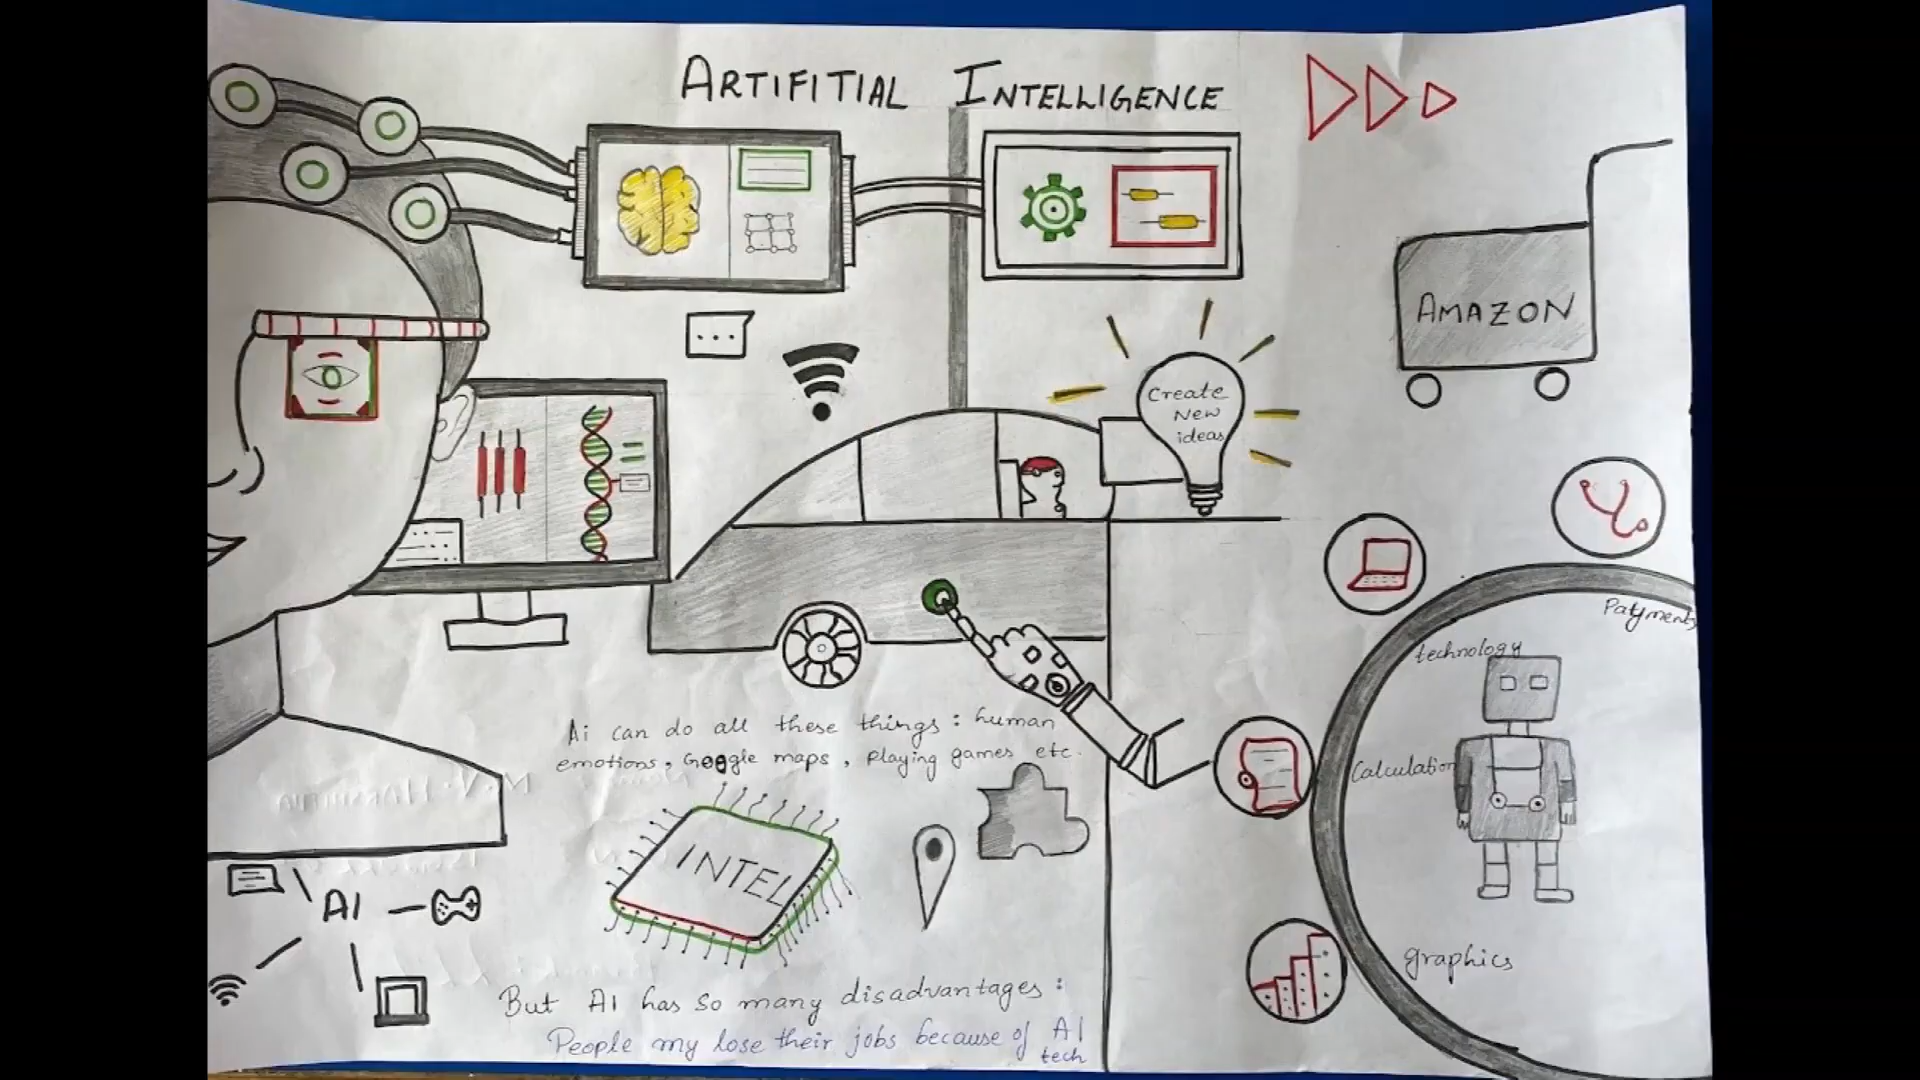 ARTIFITIAL INTELLIGENCE
AMAZON
Create
New
ideas
Payments
technology
Calculation
graphics
Ai can do all these things: human
emotions, Google maps, playing games etc.
INTEL
AI
But AI has so many disadvantages:
People my lose their jobs because of AI
tech